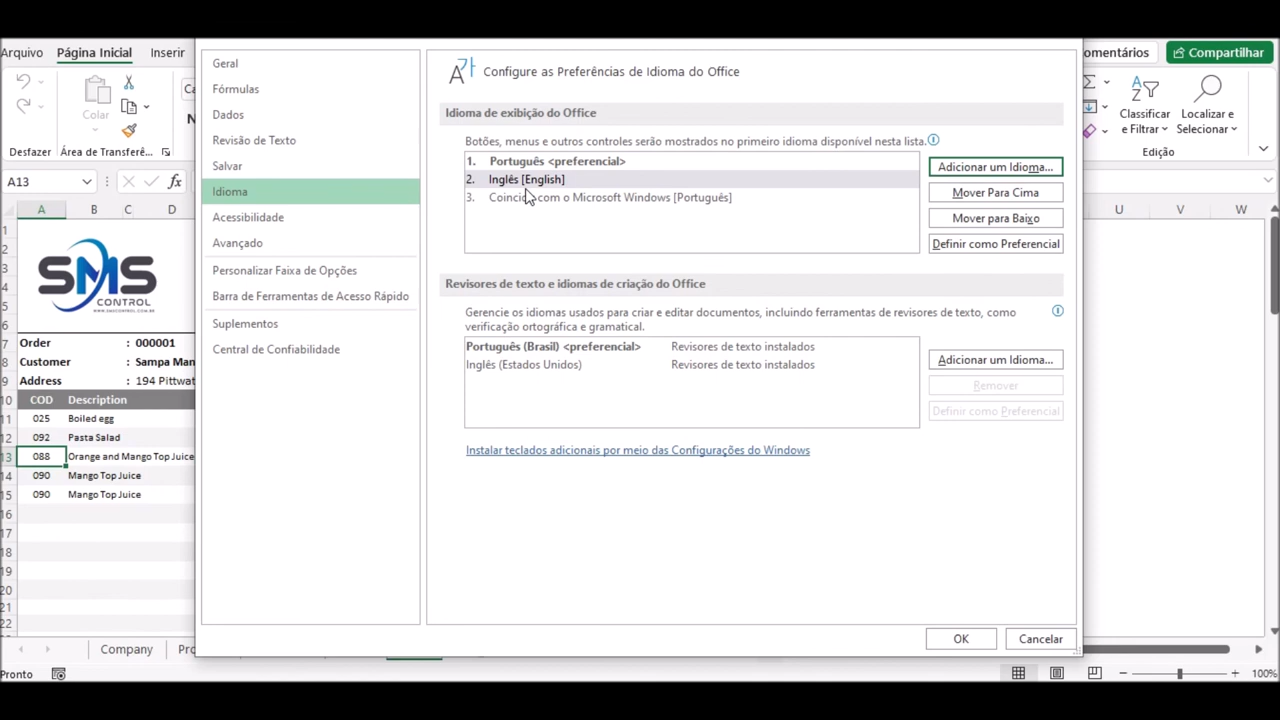 Arquivo Página Inicial Inserir
omentários Compartilhar
Colar
Classificar e Filtrar
Localizar e Selecionar
Desfazer Área de Transferê... Edição
A13 fx
A B C D U V W
1
2
3
4
5
6
SMS
CONTROL
WWW.SMSCONTROL.COM.BR
7 Order : 000001
8 Customer : Sampa Man
9 Address : 194 Pittwat
10 COD Description
11 025 Boiled egg
12 092 Pasta Salad
13 088 Orange and Mango Top Juice
14 090 Mango Top Juice
15 090 Mango Top Juice
16
17
18
19
20
21
22
Geral
Fórmulas
Dados
Revisão de Texto
Salvar
Idioma
Acessibilidade
Avançado
Personalizar Faixa de Opções
Barra de Ferramentas de Acesso Rápido
Suplementos
Central de Confiabilidade
Configure as Preferências de Idioma do Office
Idioma de exibição do Office
Botões, menus e outros controles serão mostrados no primeiro idioma disponível nesta lista.
1. Português <preferencial>
2. Inglês [English]
3. Coincidir com o Microsoft Windows [Português]
Adicionar um Idioma...
Mover Para Cima
Mover para Baixo
Definir como Preferencial
Revisores de texto e idiomas de criação do Office
Gerencie os idiomas usados para criar e editar documentos, incluindo ferramentas de revisores de texto, como
verificação ortográfica e gramatical.
Português (Brasil) <preferencial> Revisores de texto instalados
Inglês (Estados Unidos) Revisores de texto instalados
Adicionar um Idioma...
Remover
Definir como Preferencial
Instalar teclados adicionais por meio das Configurações do Windows
OK Cancelar
Company Pro
Pronto 100%